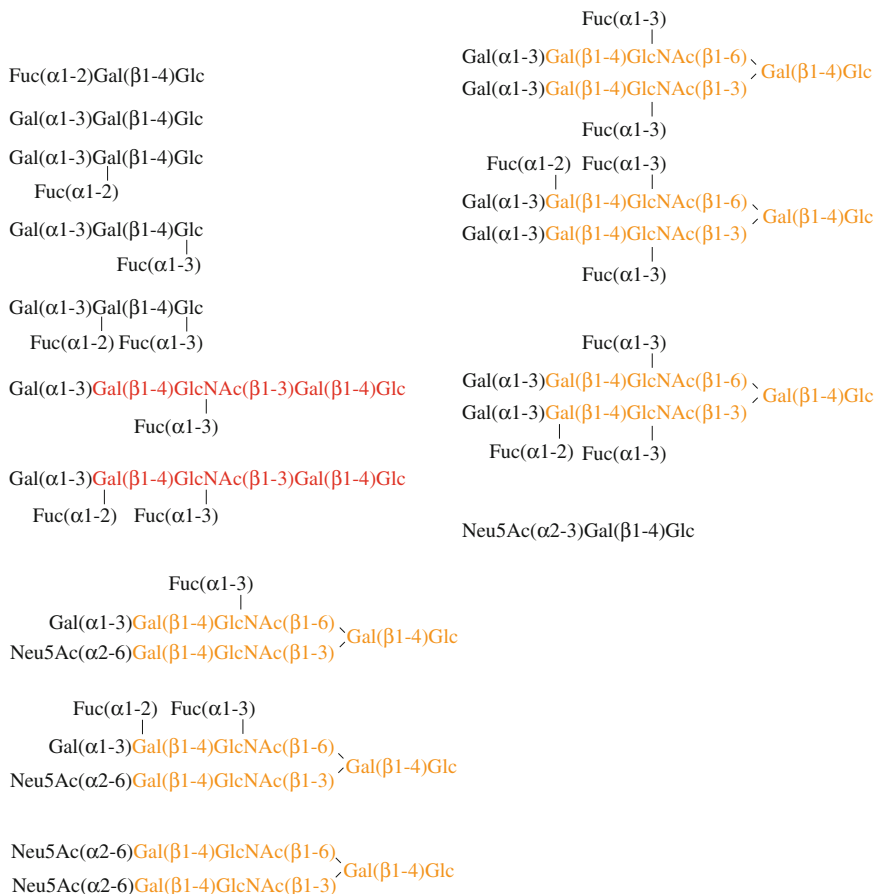 Fuc(α1-2)Gal(β1-4)Glc
Gal(α1-3)Gal(β1-4)Glc
Gal(α1-3)Gal(β1-4)Glc
Fuc(α1-2)
Gal(α1-3)Gal(β1-4)Glc
Fuc(α1-3)
Gal(α1-3)Gal(β1-4)Glc
Fuc(α1-2) Fuc(α1-3)
Gal(α1-3)Gal(β1-4)GlcNAc(β1-3)Gal(β1-4)Glc
Fuc(α1-3)
Gal(α1-3)Gal(β1-4)GlcNAc(β1-3)Gal(β1-4)Glc
Fuc(α1-2) Fuc(α1-3)
Fuc(α1-3)
Gal(α1-3)Gal(β1-4)GlcNAc(β1-6)
Gal(β1-4)Glc
Neu5Ac(α2-6)Gal(β1-4)GlcNAc(β1-3)
Fuc(α1-2) Fuc(α1-3)
Gal(α1-3)Gal(β1-4)GlcNAc(β1-6)
Gal(β1-4)Glc
Neu5Ac(α2-6)Gal(β1-4)GlcNAc(β1-3)
Neu5Ac(α2-6)Gal(β1-4)GlcNAc(β1-6)
Gal(β1-4)Glc
Neu5Ac(α2-6)Gal(β1-4)GlcNAc(β1-3)
Fuc(α1-3)
Gal(α1-3)Gal(β1-4)GlcNAc(β1-6)
Gal(β1-4)Glc
Gal(α1-3)Gal(β1-4)GlcNAc(β1-3)
Fuc(α1-3)
Fuc(α1-2) Fuc(α1-3)
Gal(α1-3)Gal(β1-4)GlcNAc(β1-6)
Gal(β1-4)Glc
Gal(α1-3)Gal(β1-4)GlcNAc(β1-3)
Fuc(α1-3)
Fuc(α1-3)
Gal(α1-3)Gal(β1-4)GlcNAc(β1-6)
Gal(β1-4)Glc
Gal(α1-3)Gal(β1-4)GlcNAc(β1-3)
Fuc(α1-2) Fuc(α1-3)
Neu5Ac(α2-3)Gal(β1-4)Glc